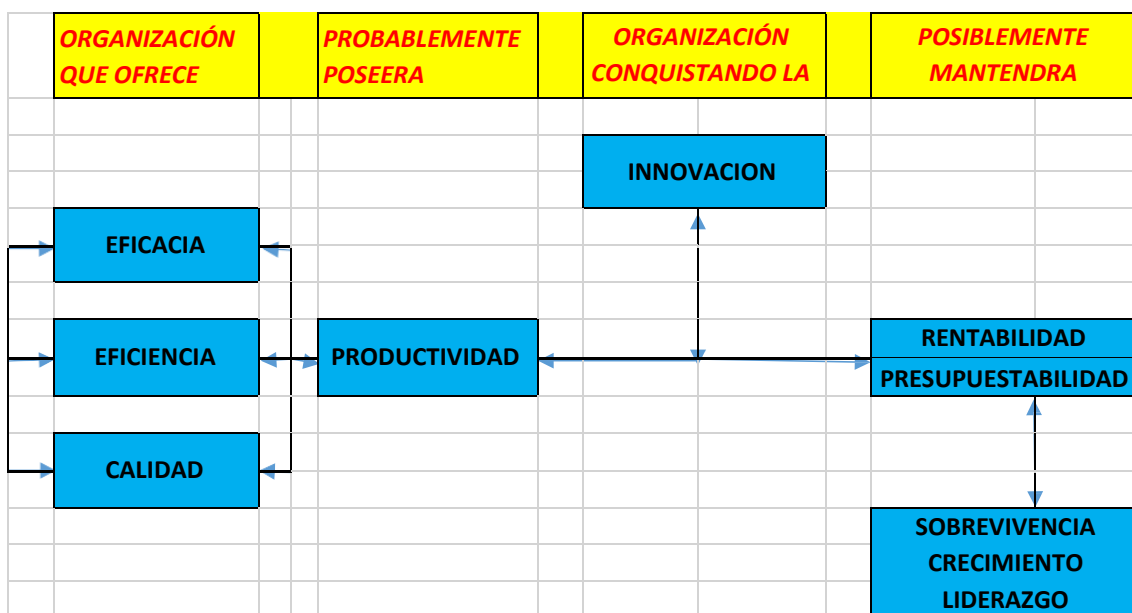 ORGANIZACIÓN
QUE OFRECE
PROBABLEMENTE
POSEERA
ORGANIZACIÓN
CONQUISTANDO LA
POSIBLEMENTE
MANTENDRA
INNOVACION
EFICACIA
EFICIENCIA
PRODUCTIVIDAD
RENTABILIDAD
PRESUPUESTABILIDAD
CALIDAD
SOBREVIVENCIA
CRECIMIENTO
LIDERAZGO